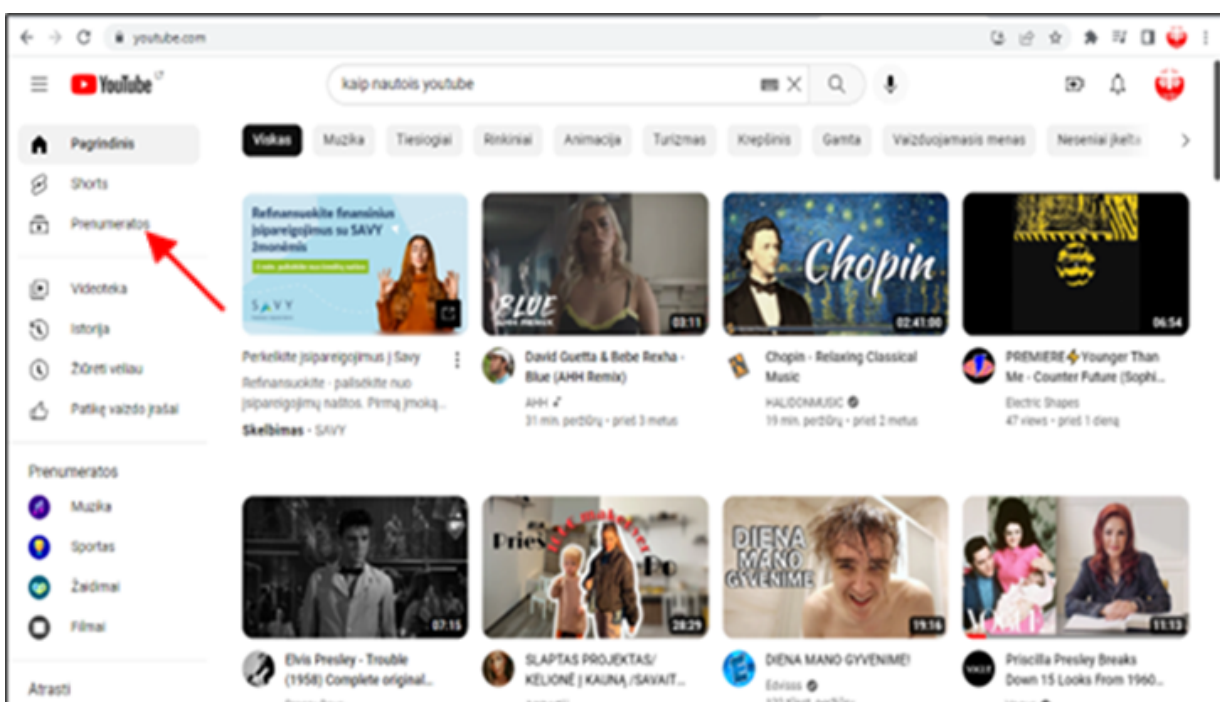 youtube.com
YouTube LT
kaip nautois youtube
Pagrindinis
Shorts
Prenumeratos
Videoteka
Istorija
Žiūrėti vėliau
Patikę vaizdo įrašai
Prenumeratos
Muzika
Sportas
Žaidimai
Filmai
Atrasti
Viskas Muzika Tiesiogiai Rinkiniai Animacija Turizmas Krepšinis Gamta Vaizduojamasis menas Neseniai įkelta
Refinansuokite finansinius
įsipareigojimus su SAVY
žmonėmis
SAVY
Perkelkite įsipareigojimus į Savy
Refinansuokite - palisėkite nuo
įsipareigojimų naštos. Pirmą įmoką...
Skelbimas · SAVY
BLUE
03:11
David Guetta & Bebe Rexha -
Blue (AHH Remix)
AHH
31 min. peržiūrų · prieš 3 metus
Chopin
02:41:00
Chopin - Relaxing Classical
Music
HALIDONMUSIC
19 min. peržiūrų · prieš 2 metus
06:54
PREMIERE Younger Than
Me - Counter Future (Sophi...
Electric Shapes
47 views · prieš 1 dieną
07:15
Elvis Presley - Trouble
(1958) Complete original...
Prieš
makeover
Po
28:29
SLAPTAS PROJEKTAS/
KELIONĖ Į KAUNĄ /SAVAIT...
DIENA
MANO
GYVENIME
19:16
DIENA MANO GYVENIME!
Edvisss
11:13
Priscilla Presley Breaks
Down 15 Looks From 1960...